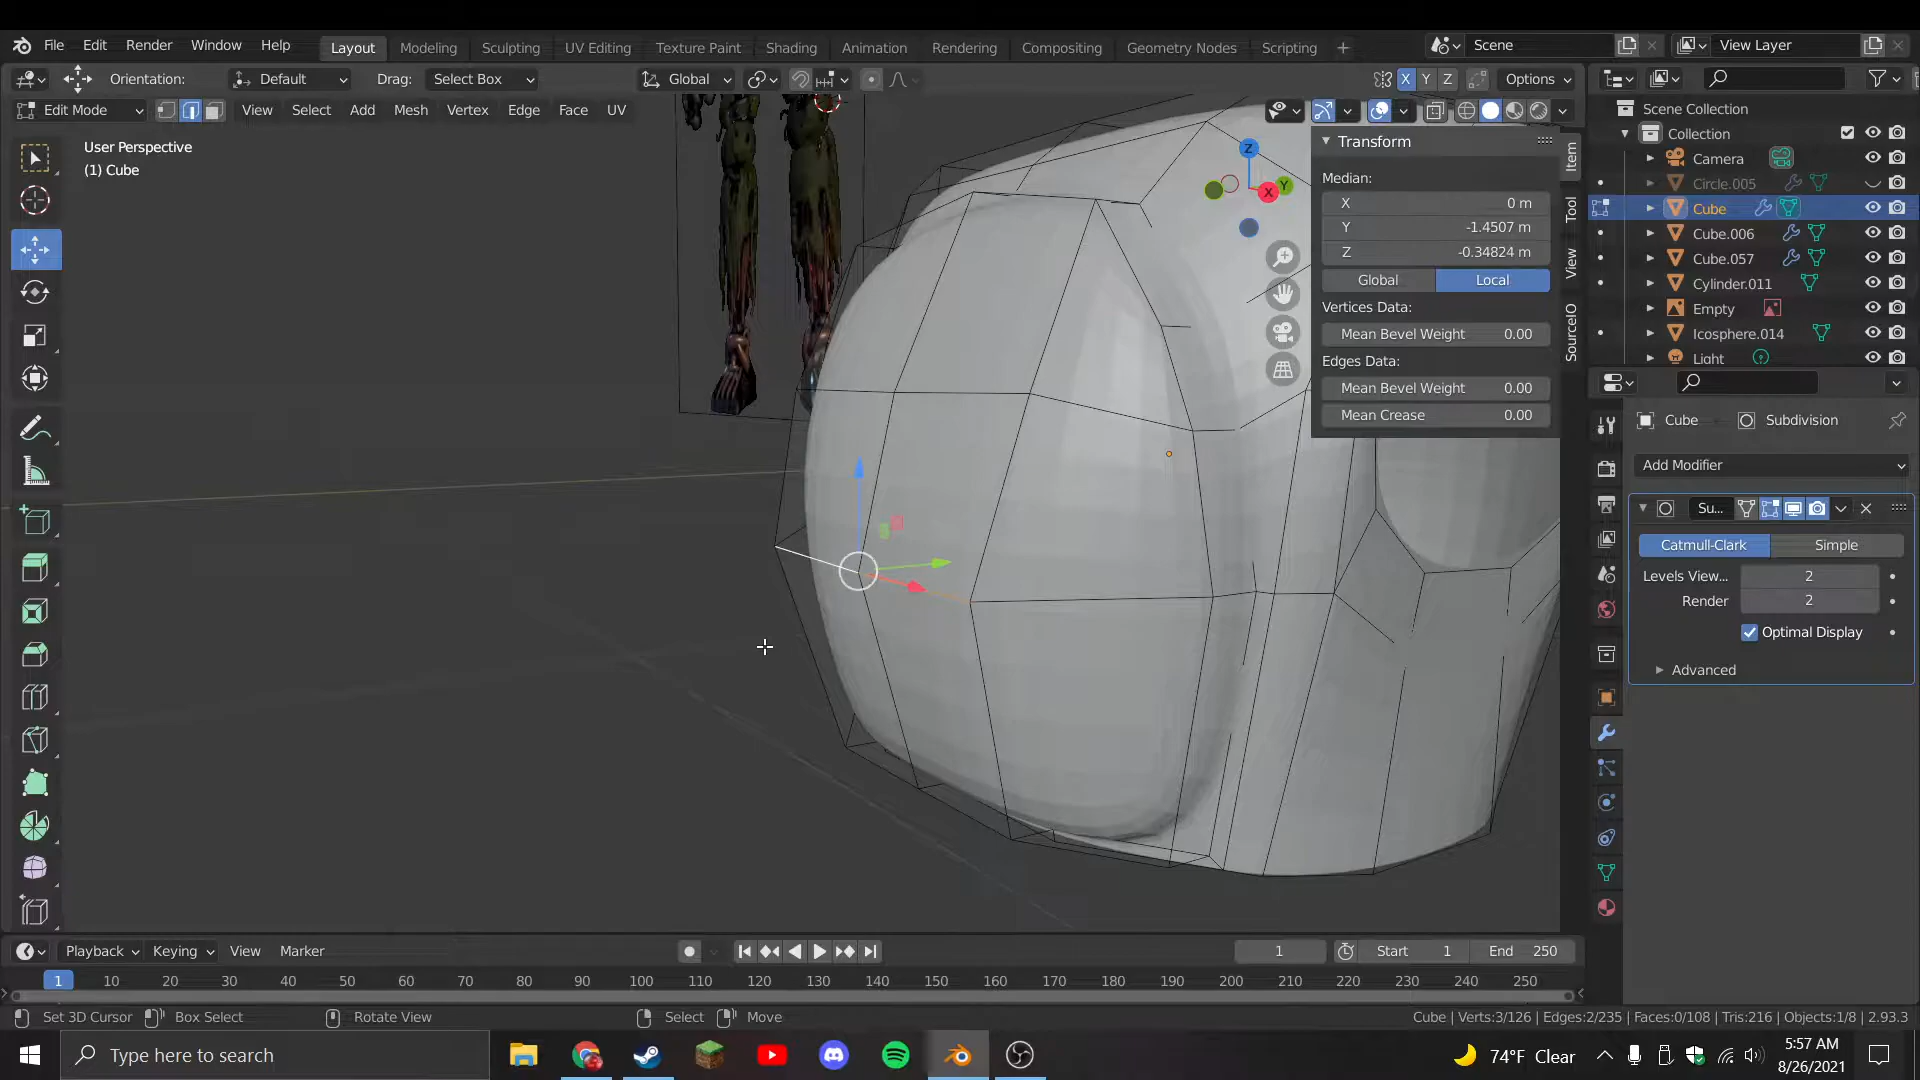 File Edit Render Window Help Layout Modeling Sculpting UV Editing Texture Paint Shading Animation Rendering Compositing Geometry Nodes Scripting Scene View Layer
Orientation: Default Drag: Select Box Global X Y Z Options
Edit Mode View Select Add Mesh Vertex Edge Face UV
User Perspective
(1) Cube
Z
Y
X
Transform
Median:
X 0 m
Y -1.4507 m
Z -0.34824 m
Global Local
Vertices Data:
Mean Bevel Weight 0.00
Edges Data:
Mean Bevel Weight 0.00
Mean Crease 0.00
Item
Tool
View
SourceIO
Scene Collection
Collection
Camera
Circle.005
Cube
Cube.006
Cube.057
Cylinder.011
Empty
Icosphere.014
Light
Cube Subdivision
Add Modifier
Su...
Catmull-Clark Simple
Levels View... 2
Render 2
Optimal Display
Advanced
Playback Keying View Marker 1 Start 1 End 250
1 10 20 30 40 50 60 70 80 90 100 110 120 130 140 150 160 170 180 190 200 210 220 230 240 250
Set 3D Cursor Box Select Rotate View Select Move Cube | Verts:3/126 | Edges:2/235 | Faces:0/108 | Tris:216 | Objects:1/8 | 2.93.3
Type here to search 74°F Clear 5:57 AM
8/26/2021